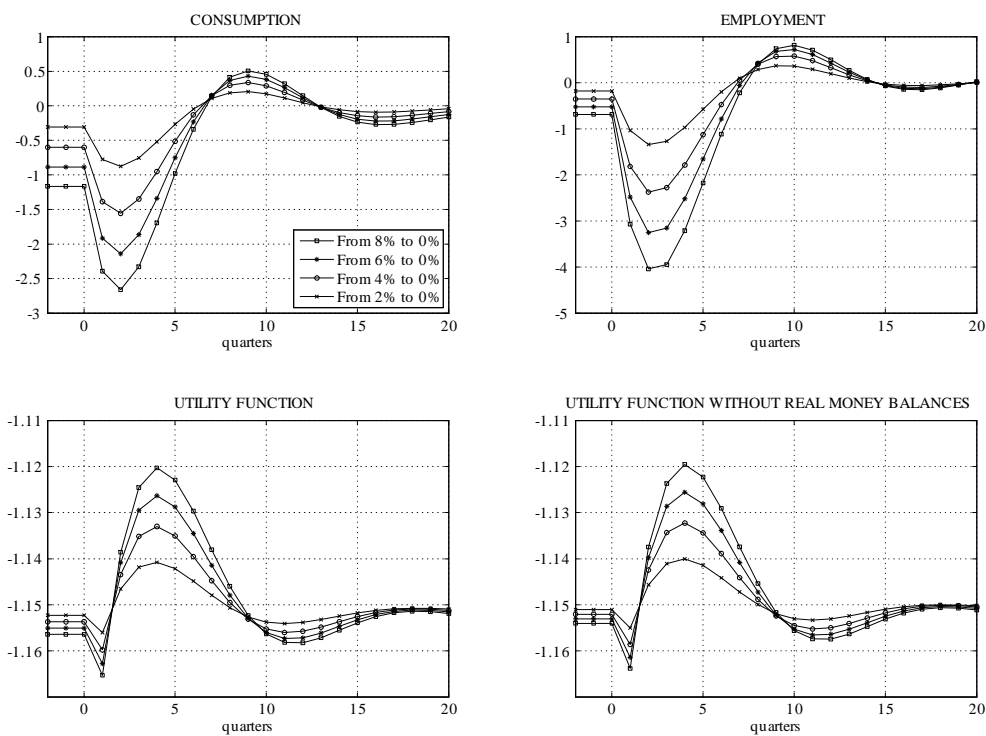 CONSUMPTION
1
0.5
0
-0.5
-1
-1.5
-2
-2.5
-3
From 8% to 0%
From 6% to 0%
From 4% to 0%
From 2% to 0%
0 5 10 15 20
quarters
EMPLOYMENT
1
0
-1
-2
-3
-4
-5
0 5 10 15 20
quarters
UTILITY FUNCTION
-1.11
-1.12
-1.13
-1.14
-1.15
-1.16
0 5 10 15 20
quarters
UTILITY FUNCTION WITHOUT REAL MONEY BALANCES
-1.11
-1.12
-1.13
-1.14
-1.15
-1.16
0 5 10 15 20
quarters